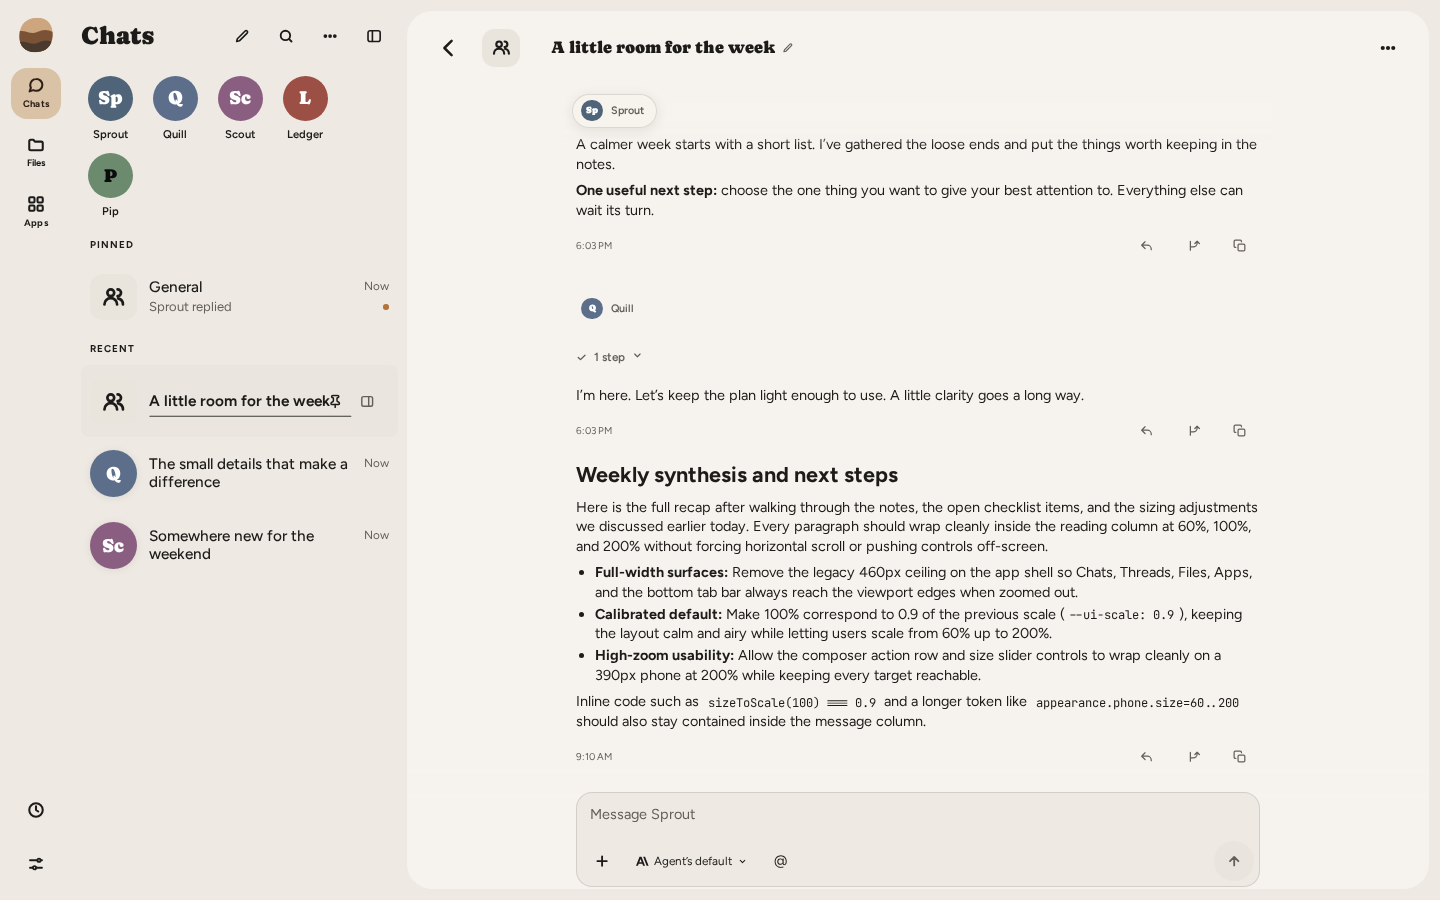 Chats
Chats
Files
Apps
Sp
Sprout
Q
Quill
Sc
Scout
L
Ledger
P
Pip
PINNED
General
Now
Sprout replied
RECENT
A little room for the week
Q
The small details that make a
difference
Now
Sc
Somewhere new for the
weekend
Now
A little room for the week
Sp
Sprout
A calmer week starts with a short list. I’ve gathered the loose ends and put the things worth keeping in the
notes.
One useful next step: choose the one thing you want to give your best attention to. Everything else can
wait its turn.
6:03 PM
Q
Quill
1 step
I’m here. Let’s keep the plan light enough to use. A little clarity goes a long way.
6:03 PM
Weekly synthesis and next steps
Here is the full recap after walking through the notes, the open checklist items, and the sizing adjustments
we discussed earlier today. Every paragraph should wrap cleanly inside the reading column at 60%, 100%,
and 200% without forcing horizontal scroll or pushing controls off-screen.
• Full-width surfaces: Remove the legacy 460px ceiling on the app shell so Chats, Threads, Files, Apps,
and the bottom tab bar always reach the viewport edges when zoomed out.
• Calibrated default: Make 100% correspond to 0.9 of the previous scale ( --ui-scale: 0.9 ), keeping
the layout calm and airy while letting users scale from 60% up to 200%.
• High-zoom usability: Allow the composer action row and size slider controls to wrap cleanly on a
390px phone at 200% while keeping every target reachable.
Inline code such as sizeToScale(100) === 0.9 and a longer token like appearance.phone.size=60..200
should also stay contained inside the message column.
9:10 AM
Message Sprout
Agent’s default
@